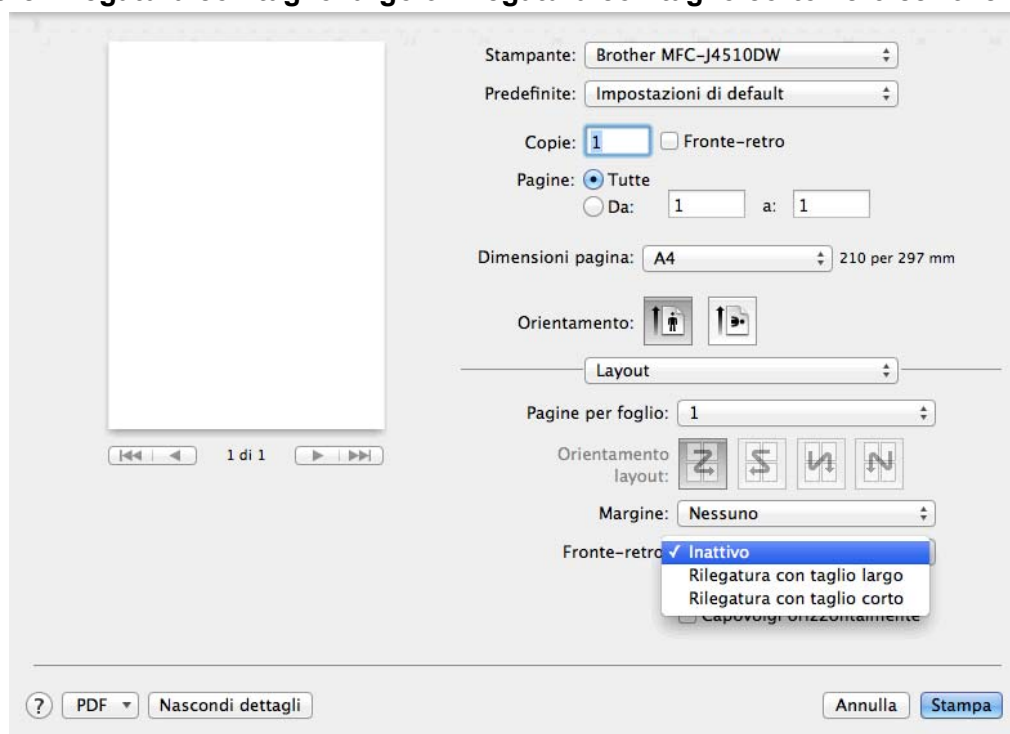 Stampante: Brother MFC-J4510DW
Predefinite: Impostazioni di default
Copie: 1 Fronte-retro
Pagine: Tutte
Da: 1 a: 1
Dimensioni pagina: A4 210 per 297 mm
Orientamento:
Layout
Pagine per foglio: 1
1 di 1
Orientamento
layout:
Margine: Nessuno
Fronte-retro ✓ Inattivo
Rilegatura con taglio largo
Rilegatura con taglio corto
Capovolgi orizzontalmente
? PDF Nascondi dettagli Annulla Stampa